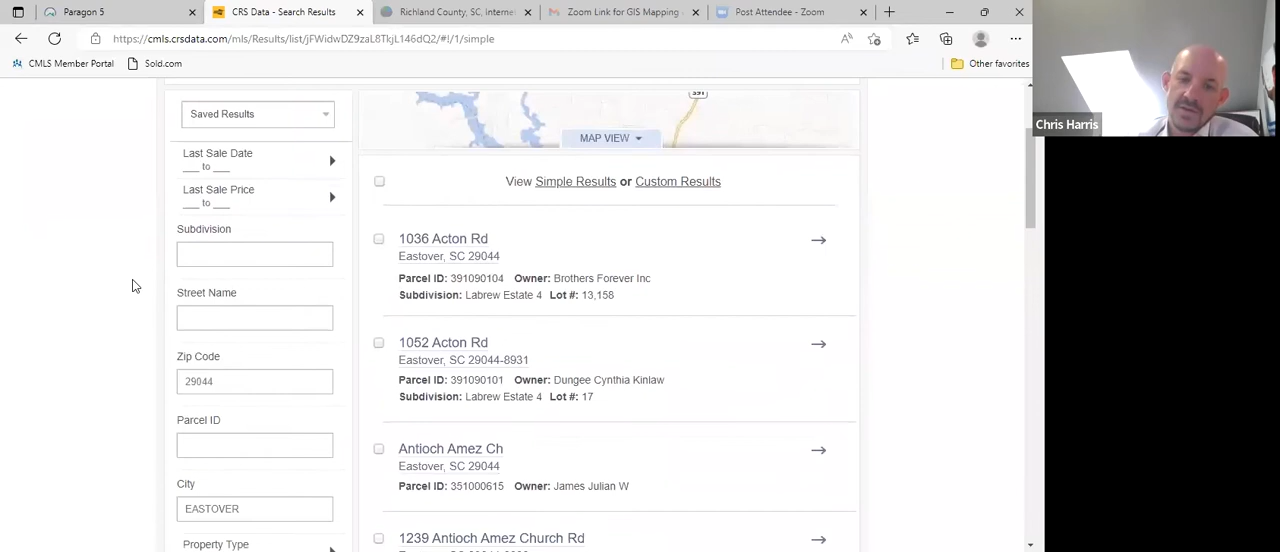 Paragon 5
CRS Data - Search Results
Richland County, SC, Internet
Zoom Link for GIS Mapping
Post Attendee - Zoom
https://cmls.crsdata.com/mls/Results/list/jFWidwDZ9zaL8TkjL146dQ2/#!/1/simple
CMLS Member Portal
Sold.com
Other favorites
Chris Harris
Saved Results
Last Sale Date
___ to ___
Last Sale Price
___ to ___
Subdivision
Street Name
Zip Code
29044
Parcel ID
City
EASTOVER
Property Type
391
MAP VIEW
View Simple Results or Custom Results
1036 Acton Rd
Eastover, SC 29044
Parcel ID: 391090104 Owner: Brothers Forever Inc
Subdivision: Labrew Estate 4 Lot #: 13,158
1052 Acton Rd
Eastover, SC 29044-8931
Parcel ID: 391090101 Owner: Dungee Cynthia Kinlaw
Subdivision: Labrew Estate 4 Lot #: 17
Antioch Amez Ch
Eastover, SC 29044
Parcel ID: 351000615 Owner: James Julian W
1239 Antioch Amez Church Rd